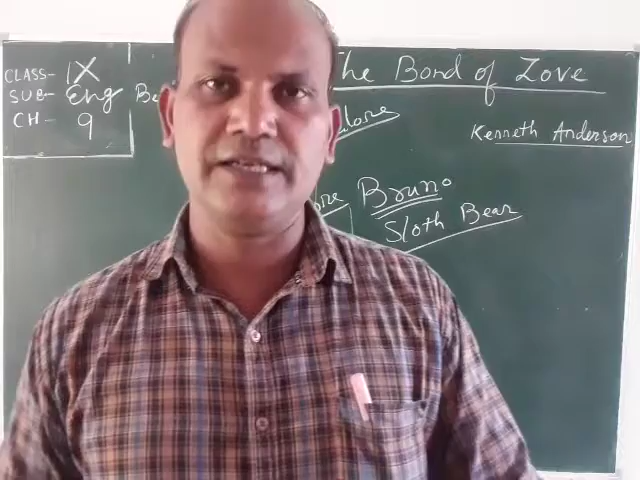 CLASS- IX
SUB- Eng
CH- 9
The Bond of Love
Kenneth Anderson
Bruno
Sloth Bear